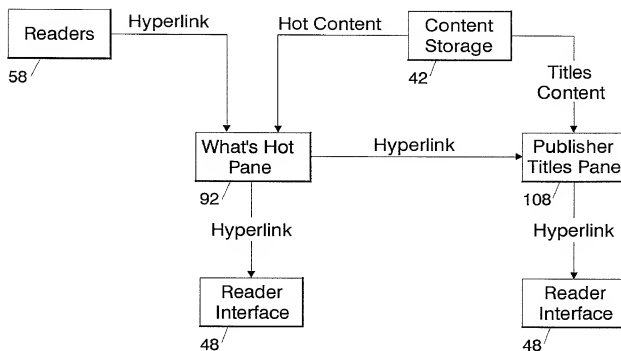 Readers
58
Hyperlink
Hot Content
Content
Storage
42
Titles
Content
What's Hot
Pane
92
Hyperlink
Publisher
Titles Pane
108
Hyperlink
Hyperlink
Reader
Interface
48
Reader
Interface
48